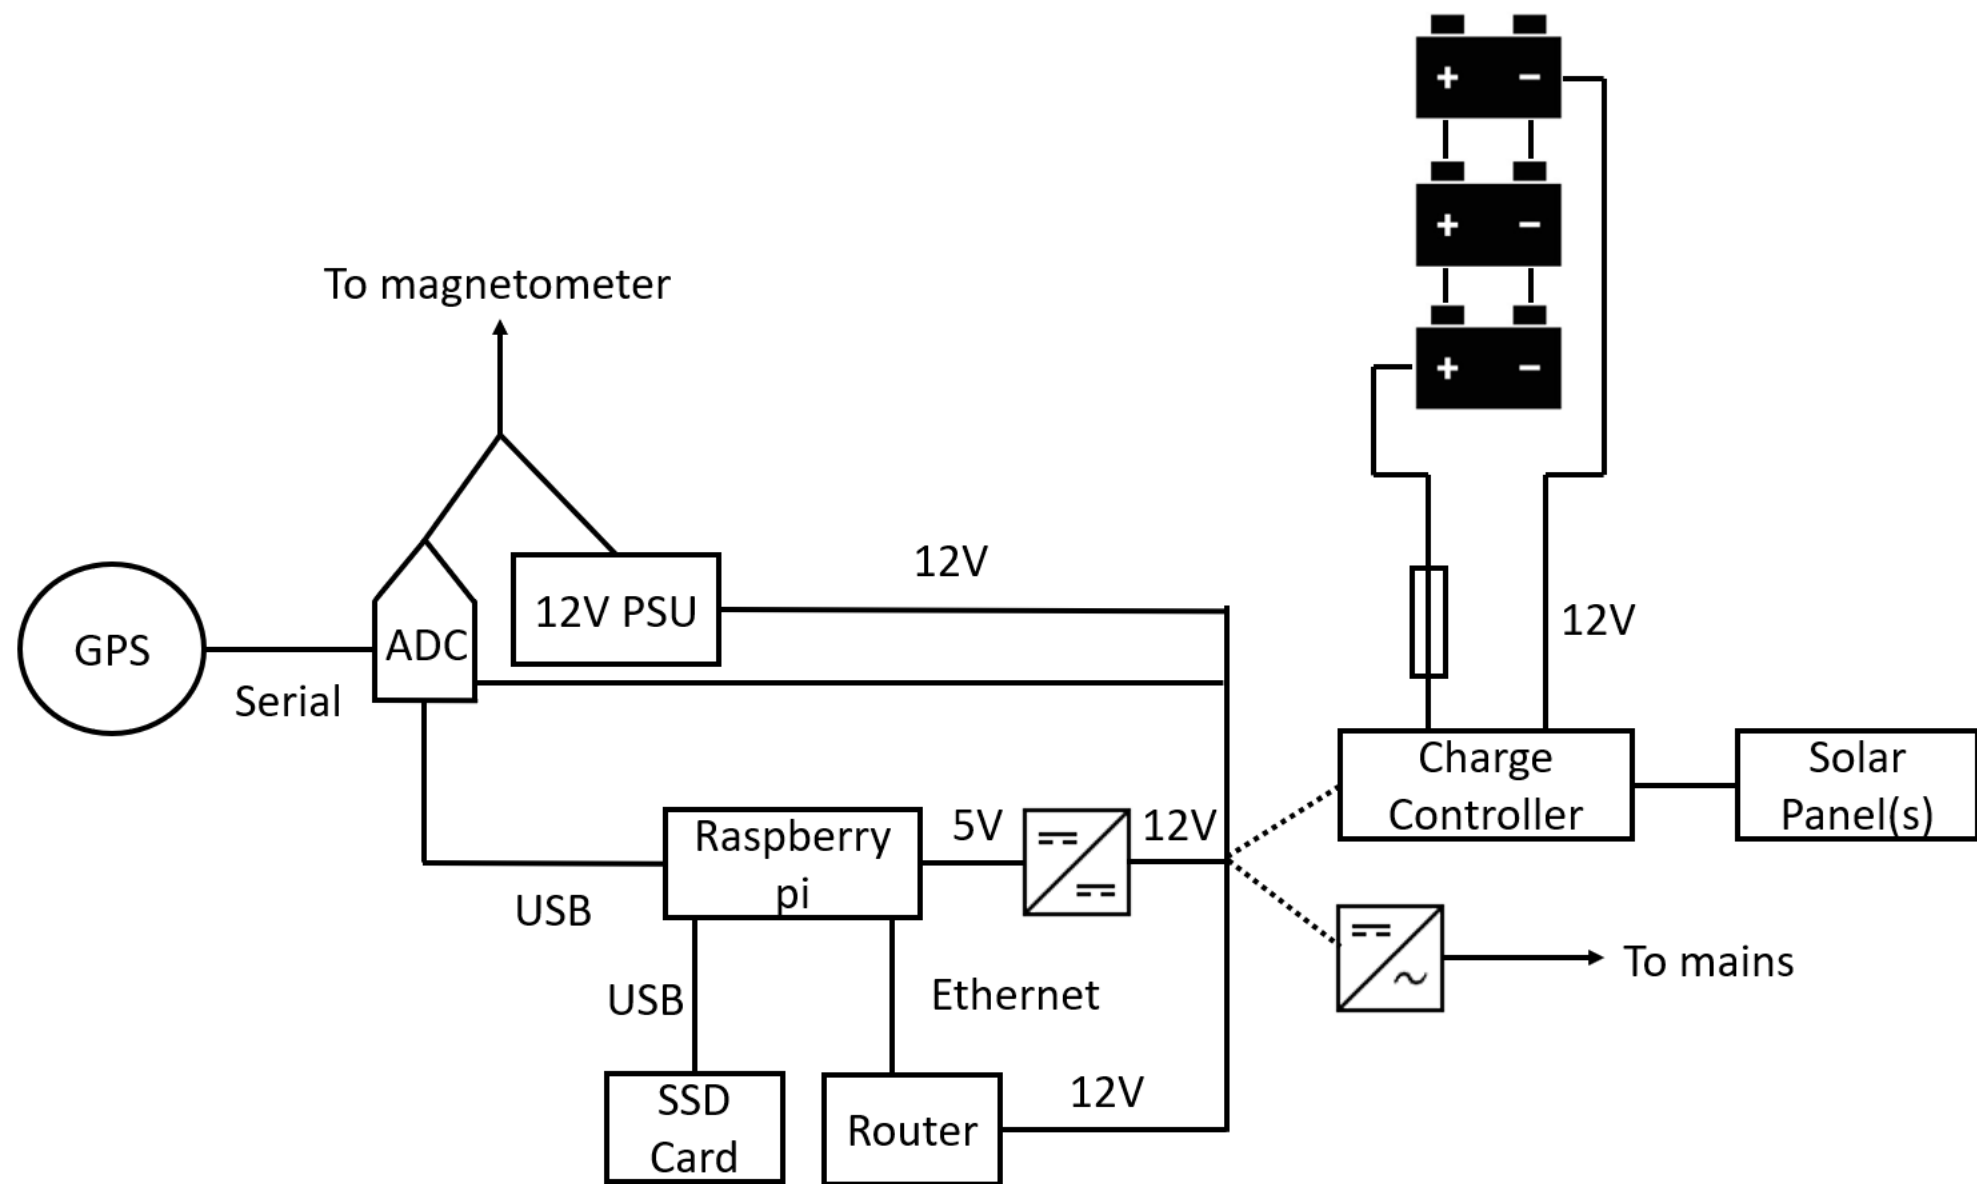 + −
+ −
+ −
To magnetometer
12V
12V PSU
12V
GPS
ADC
Serial
Charge
Controller
Solar
Panel(s)
Raspberry
pi
5V
12V
USB
To mains
USB
Ethernet
SSD
Card
Router
12V